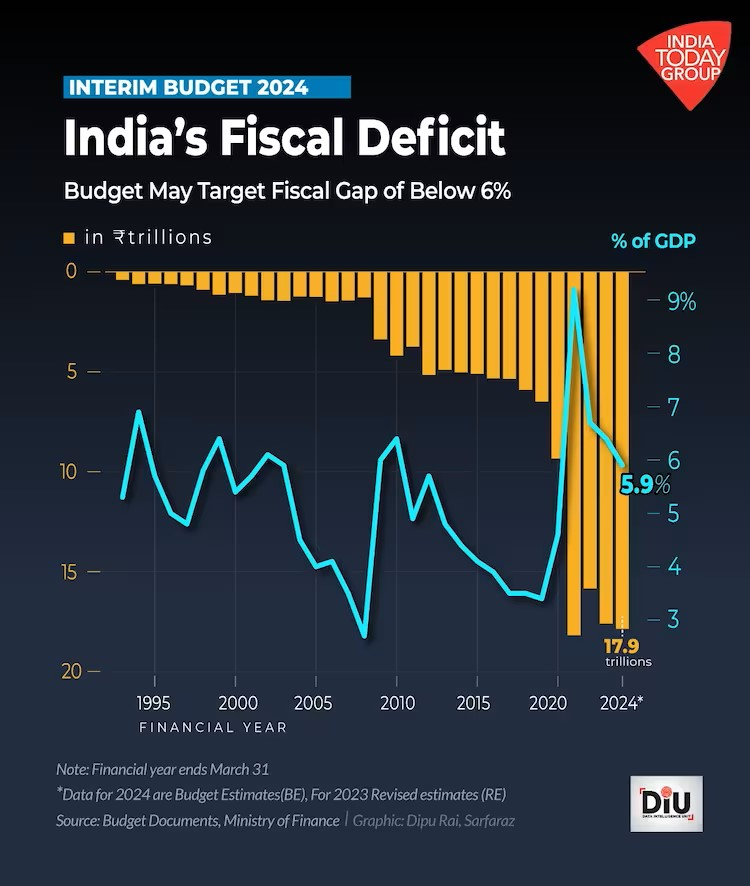 INDIA
TODAY
GROUP
INTERIM BUDGET 2024
India's Fiscal Deficit
Budget May Target Fiscal Gap of Below 6%
in ₹trillions
% of GDP
0
5
10
15
20
9%
8
7
6
5.9%
5
4
3
17.9
trillions
1995 2000 2005 2010 2015 2020 2024*
FINANCIAL YEAR
Note: Financial year ends March 31
*Data for 2024 are Budget Estimates(BE), For 2023 Revised estimates (RE)
Source: Budget Documents, Ministry of Finance | Graphic: Dipu Rai, Sarfaraz
DiU
DATA INTELLIGENCE UNIT